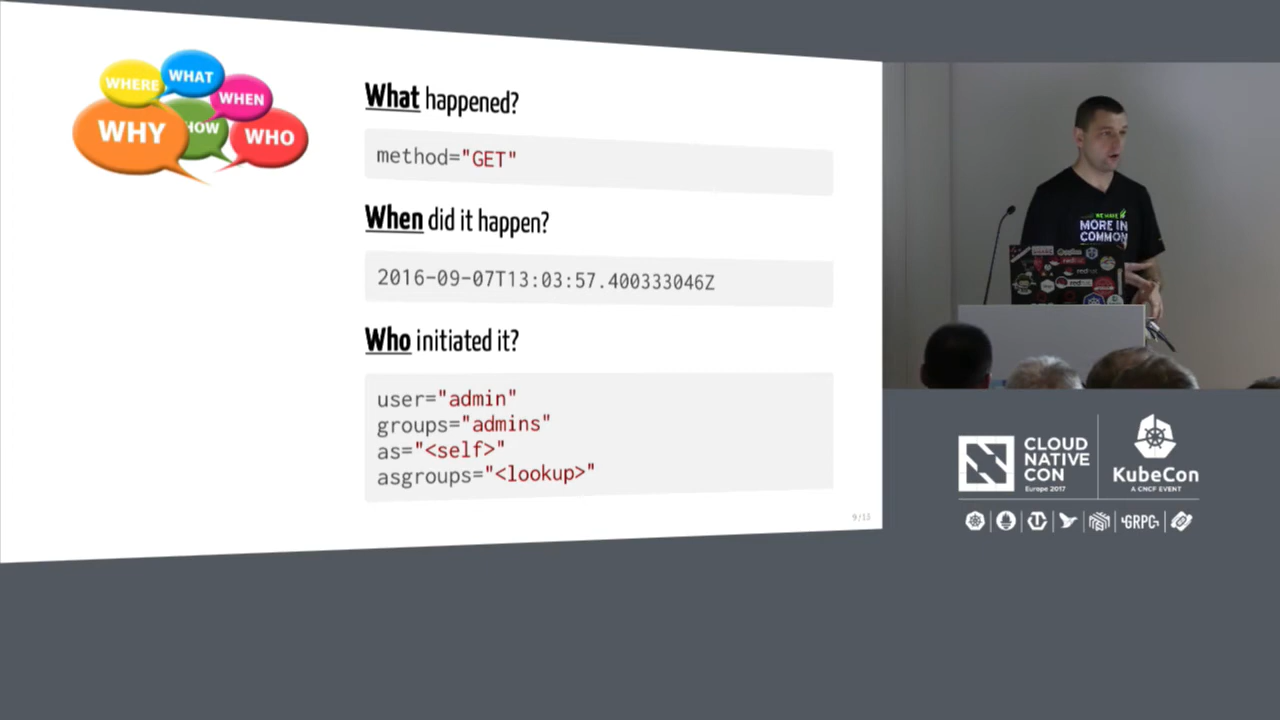 WHERE
WHAT
WHEN
WHY
HOW
WHO
What happened?
method="GET"
When did it happen?
2016-09-07T13:03:57.400333046Z
Who initiated it?
user="admin"
groups="admins"
as="<self>"
asgroups="<lookup>"
9/13
WE HAVE
MORE IN
COMMON
CLOUD
NATIVE
CON
Europe 2017
KubeCon
A CNCF EVENT
GRPC